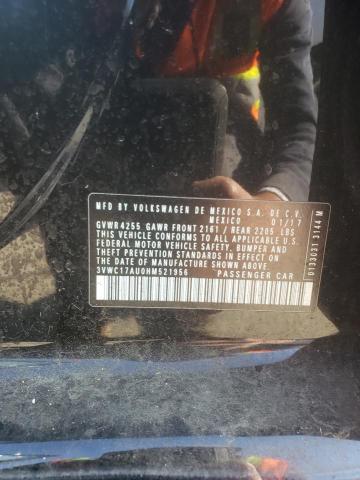 MFD BY VOLKSWAGEN DE MEXICO S.A. DE C.V.
MEXICO 01/17
GVWR 4255 GAWR FRONT 2161 / REAR 2205 LBS
THIS VEHICLE CONFORMS TO ALL APPLICABLE U.S.
FEDERAL MOTOR VEHICLE SAFETY, BUMPER AND
THEFT PREVENTION STANDARDS IN EFFECT ON
THE DATE OF MANUFACTURE SHOWN ABOVE.
3VWC17AU0HM521956 PASSENGER CAR